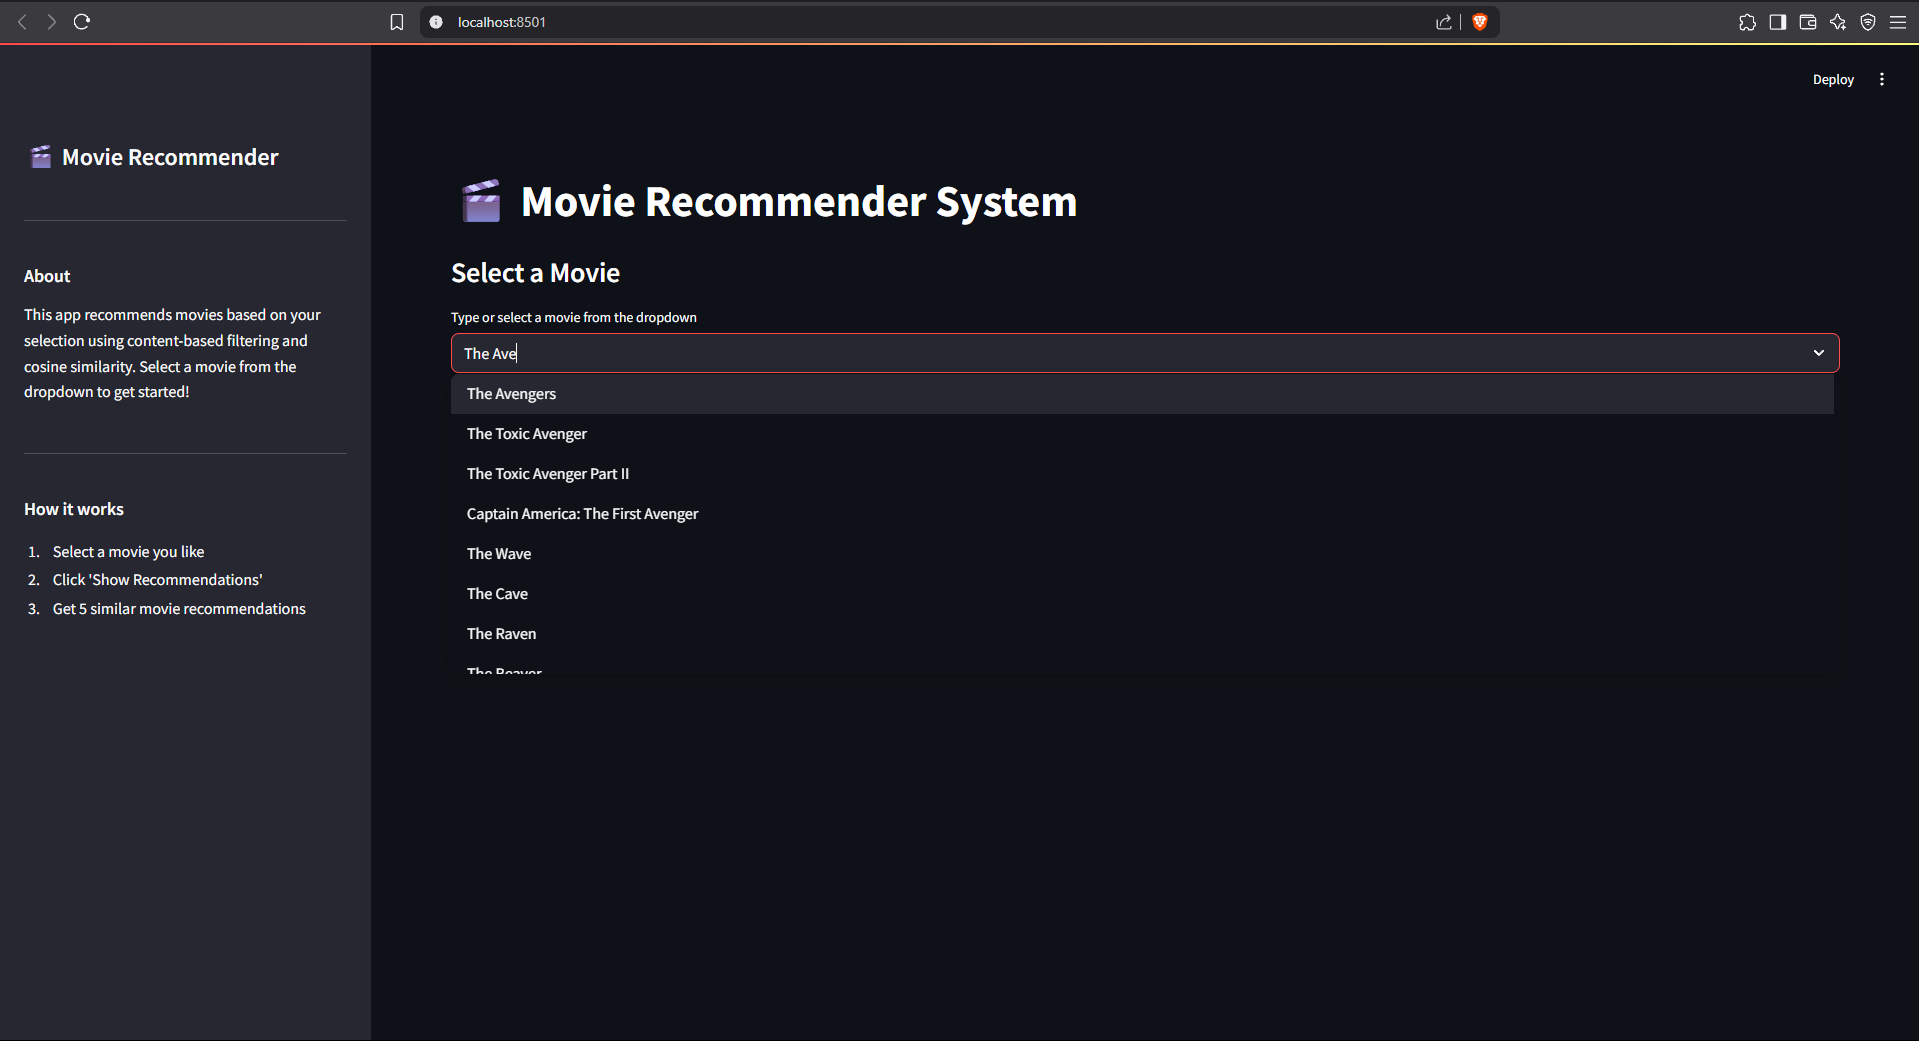 localhost:8501
Deploy
Movie Recommender
About
This app recommends movies based on your
selection using content-based filtering and
cosine similarity. Select a movie from the
dropdown to get started!
How it works
1. Select a movie you like
2. Click 'Show Recommendations'
3. Get 5 similar movie recommendations
Movie Recommender System
Select a Movie
Type or select a movie from the dropdown
The Ave
The Avengers
The Toxic Avenger
The Toxic Avenger Part II
Captain America: The First Avenger
The Wave
The Cave
The Raven
The Beaver